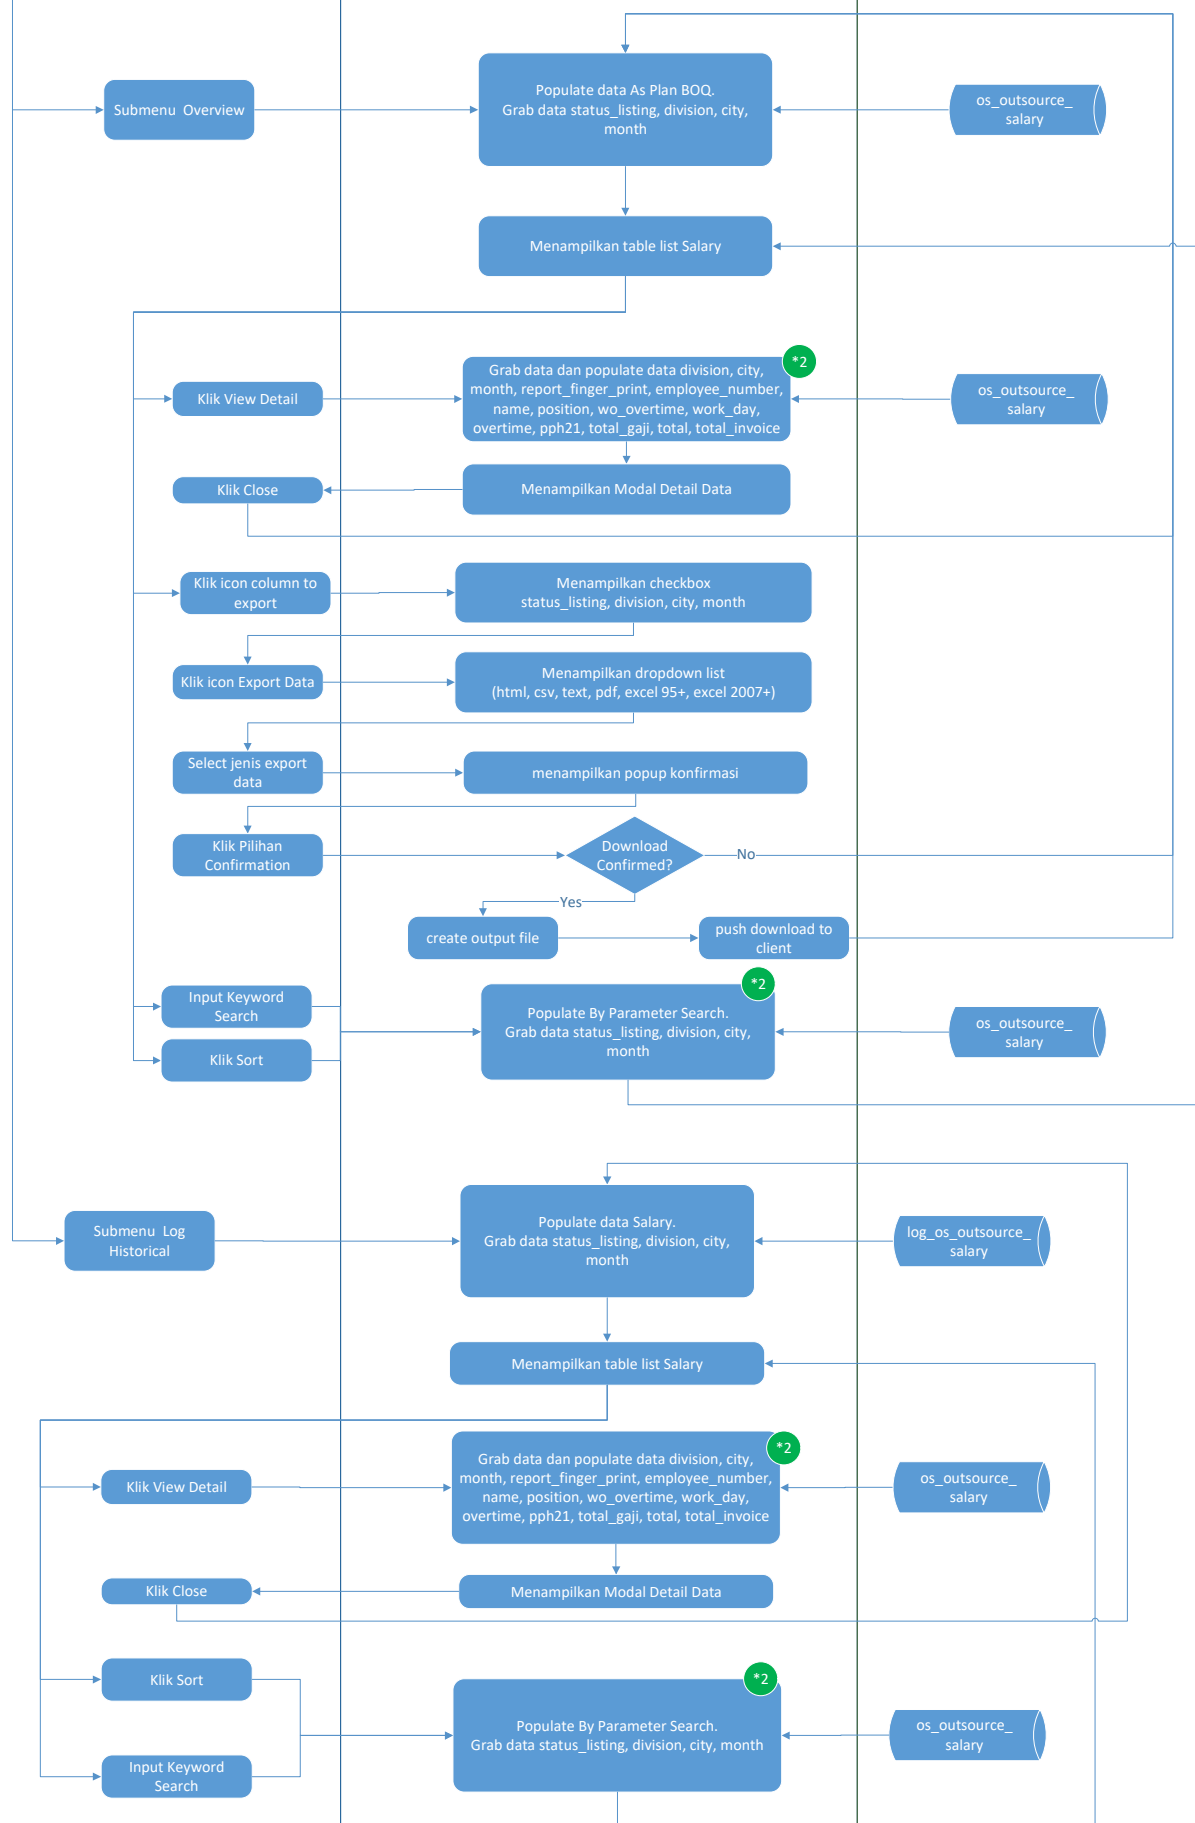 Populate data As Plan BOQ.
Submenu Overview
Grab data status_listing, division, city,
month
os_outsource_
salary
Menampilkan table list Salary
*2
Grab data dan populate data division, city,
month, report_finger_print, employee_number,
name, position, wo_overtime, work_day,
overtime, pph21, total_gaji, total, total_invoice
Klik View Detail
os_outsource_
salary
Klik Close
Menampilkan Modal Detail Data
Klik icon column to
export
Menampilkan checkbox
status_listing, division, city, month
Klik icon Export Data
Menampilkan dropdown list
(html, csv, text, pdf, excel 95+, excel 2007+)
Select jenis export
data
menampilkan popup konfirmasi
Klik Pilihan
Confirmation
Download
Confirmed?
No
Yes
create output file
push download to
client
*2
Input Keyword
Search
Populate By Parameter Search.
Grab data status_listing, division, city,
month
os_outsource_
salary
Klik Sort
Submenu Log
Historical
Populate data Salary.
Grab data status_listing, division, city,
month
log_os_outsource_
salary
Menampilkan table list Salary
*2
Klik View Detail
Grab data dan populate data division, city,
month, report_finger_print, employee_number,
name, position, wo_overtime, work_day,
overtime, pph21, total_gaji, total, total_invoice
os_outsource_
salary
Klik Close
Menampilkan Modal Detail Data
Klik Sort
*2
Populate By Parameter Search.
Grab data status_listing, division, city, month
os_outsource_
salary
Input Keyword
Search